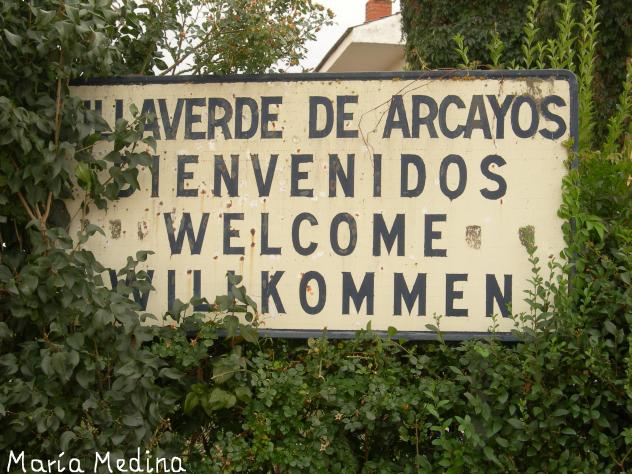 VILLAVERDE DE ARCAYOS
BIENVENIDOS
WELCOME
WILLKOMMEN
María Medina